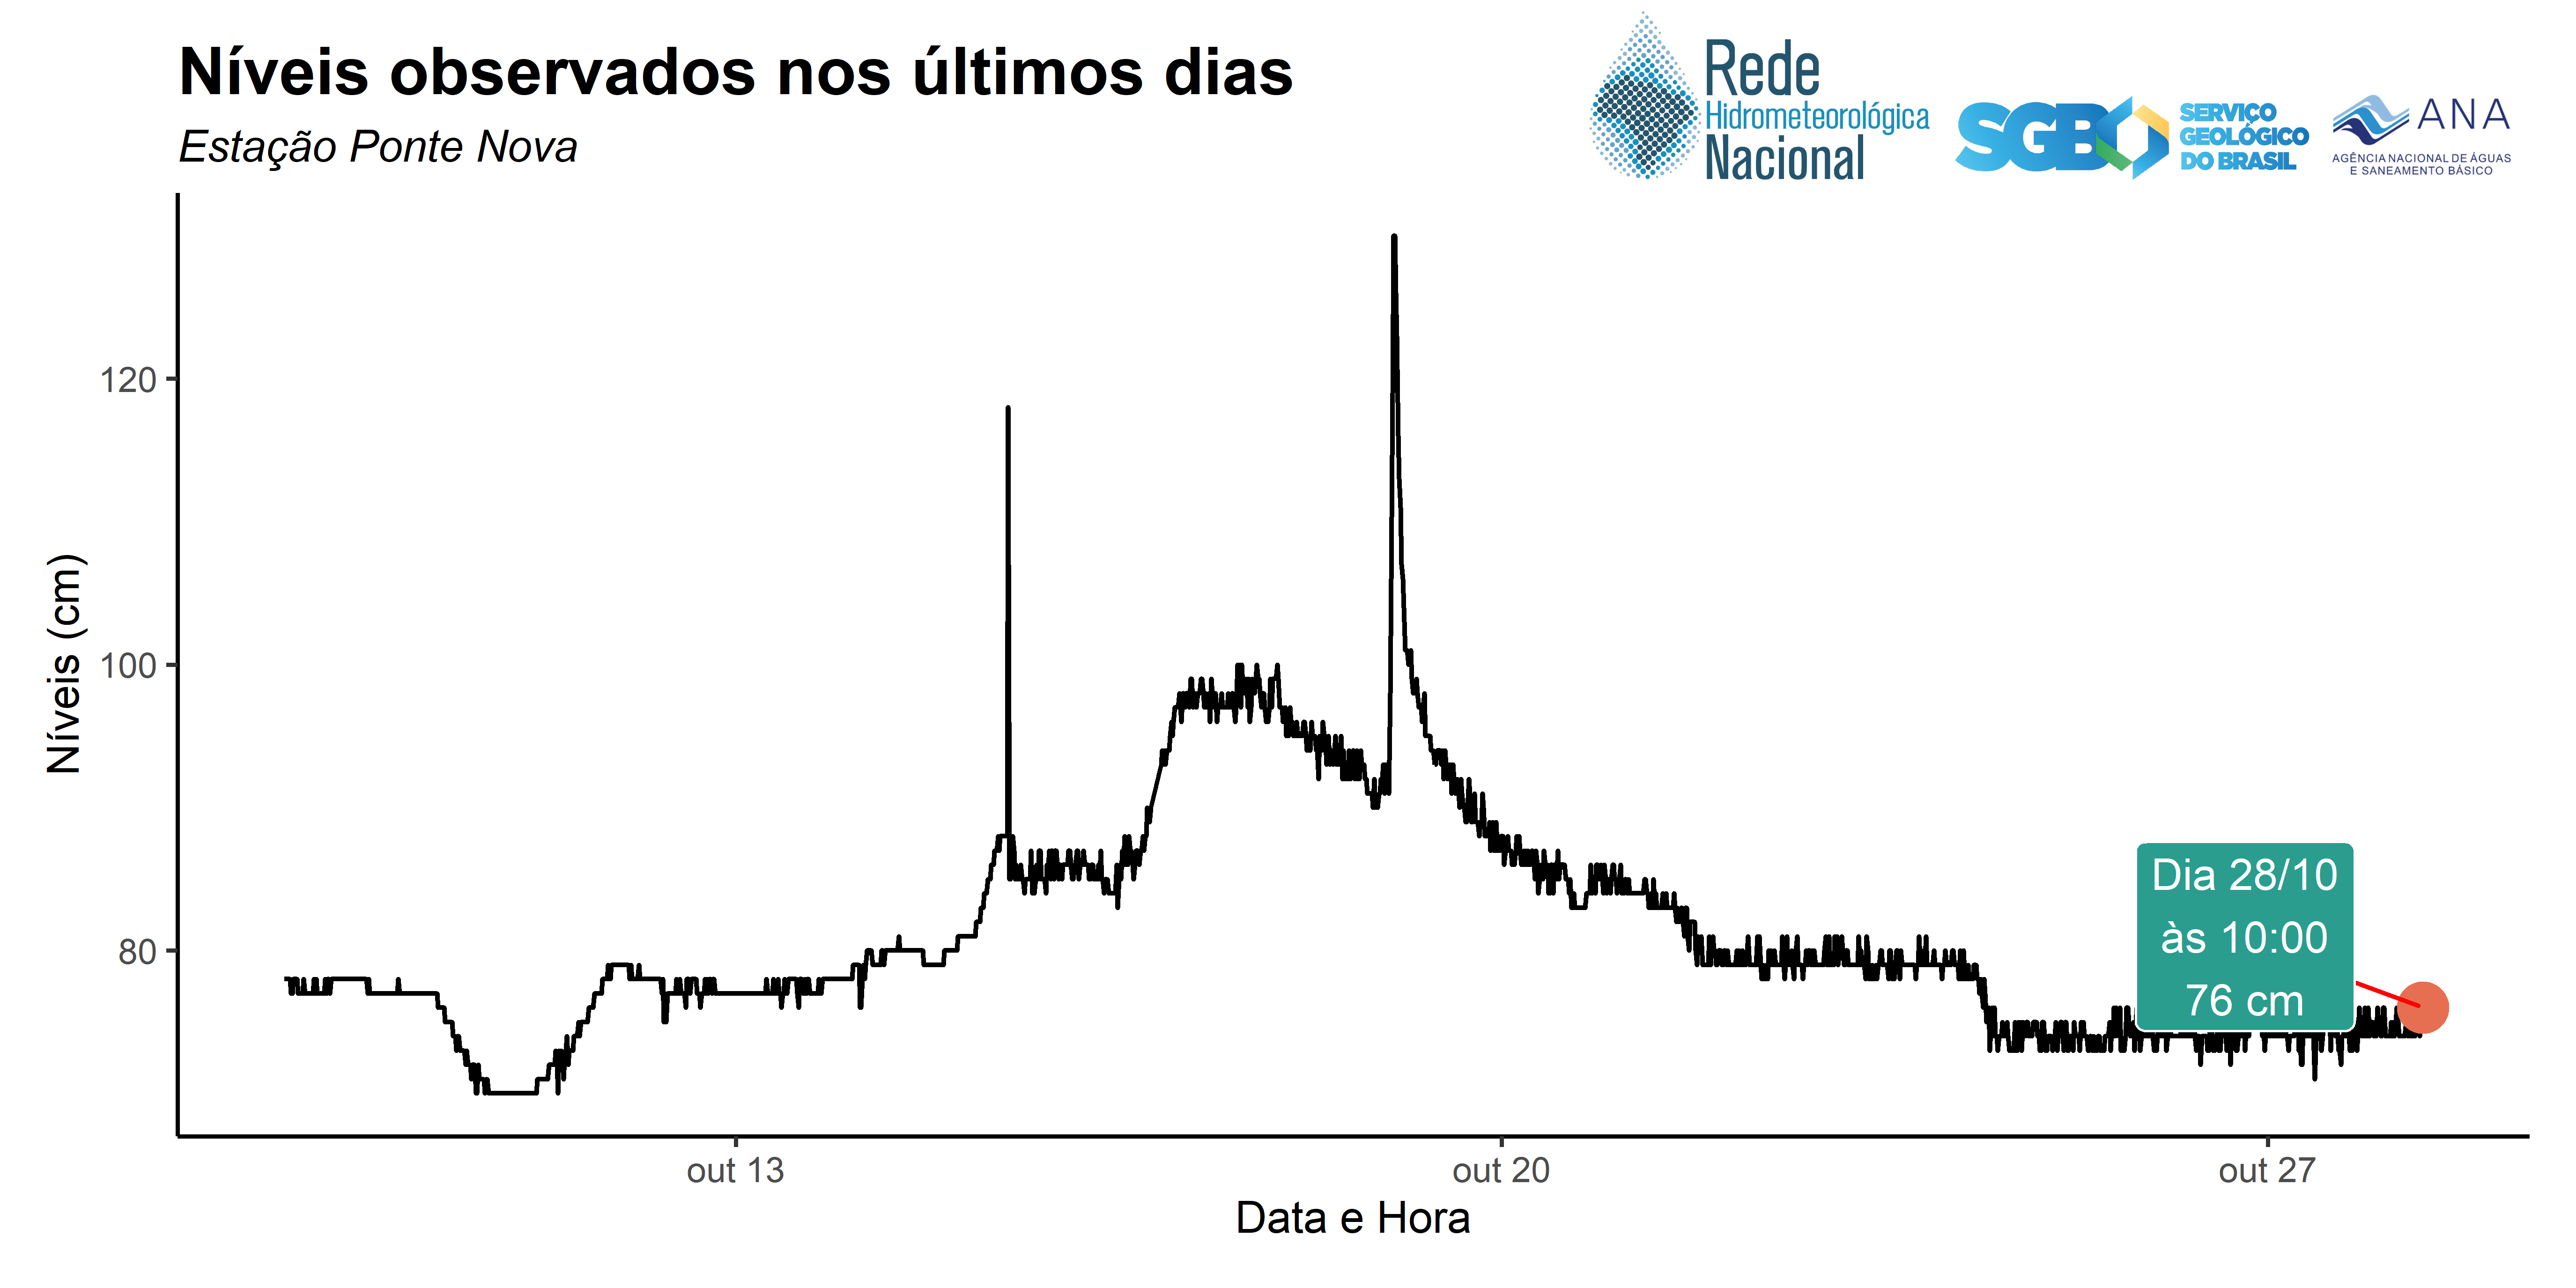 Níveis observados nos últimos dias
Estação Ponte Nova
Rede
Hidrometeorológica
Nacional
SGB
SERVIÇO
GEOLÓGICO
DO BRASIL
ANA
AGÊNCIA NACIONAL DE ÁGUAS
E SANEAMENTO BÁSICO
Níveis (cm)
120
100
80
Dia 28/10
às 10:00
76 cm
out 13
out 20
out 27
Data e Hora